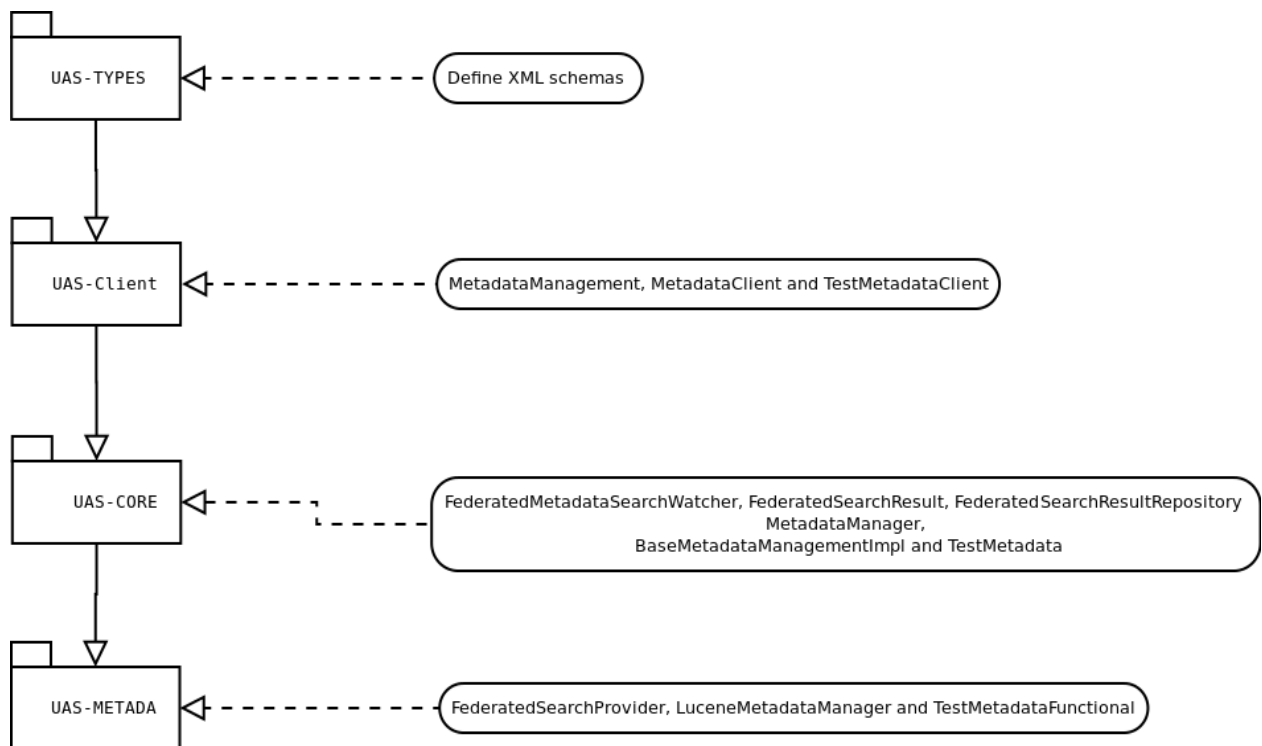 UAS-TYPES
Define XML schemas
UAS-Client
MetadataManagement, MetadataClient and TestMetadataClient
UAS-CORE
FederatedMetadataSearchWatcher, FederatedSearchResult, FederatedSearchResultRepository
MetadataManager,
BaseMetadataManagementImpl and TestMetadata
UAS-METADA
FederatedSearchProvider, LuceneMetadataManager and TestMetadataFunctional